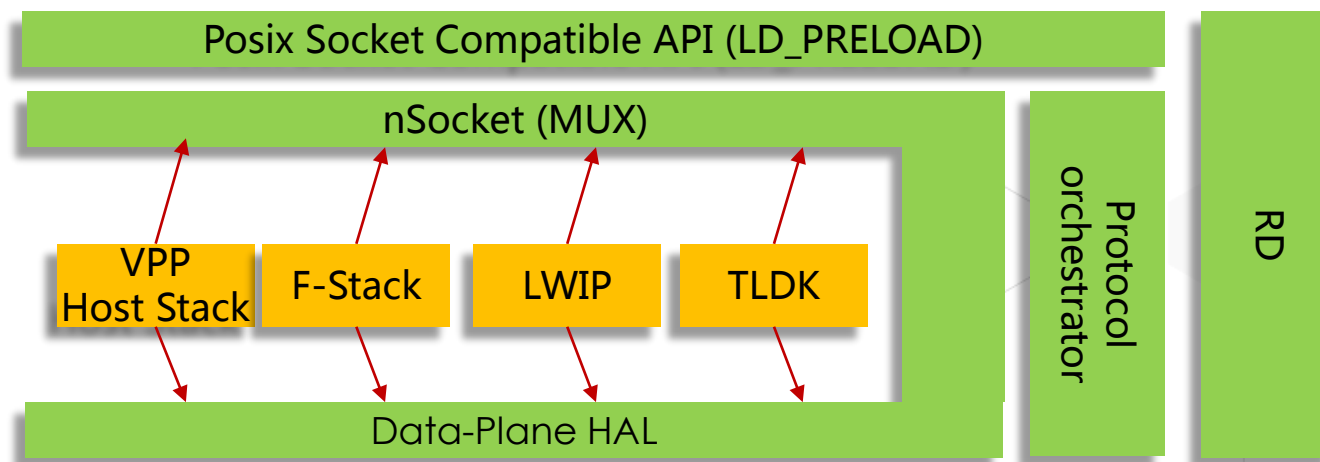 Posix Socket Compatible API (LD_PRELOAD)
nSocket (MUX)
VPP
Host Stack
F-Stack
LWIP
TLDK
Data-Plane HAL
Protocol
orchestrator
RD